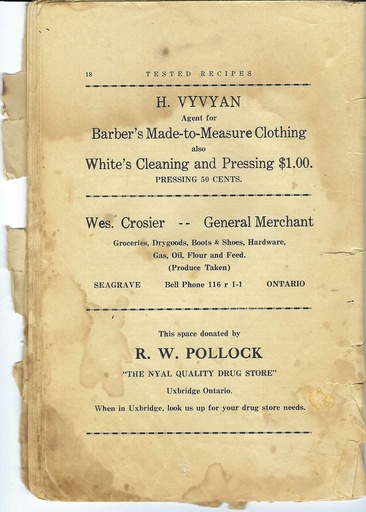 18 TESTED RECIPES
H. VYVYAN
Agent for
Barber's Made-to-Measure Clothing
also
White's Cleaning and Pressing $1.00.
PRESSING 50 CENTS.
Wes. Crosier -- General Merchant
Groceries, Drygoods, Boots & Shoes, Hardware,
Gas, Oil, Flour and Feed.
(Produce Taken)
SEAGRAVE Bell Phone 116 r 1-1 ONTARIO
This space donated by
R. W. POLLOCK
"THE NYAL QUALITY DRUG STORE"
Uxbridge Ontario.
When in Uxbridge, look us up for your drug store needs.